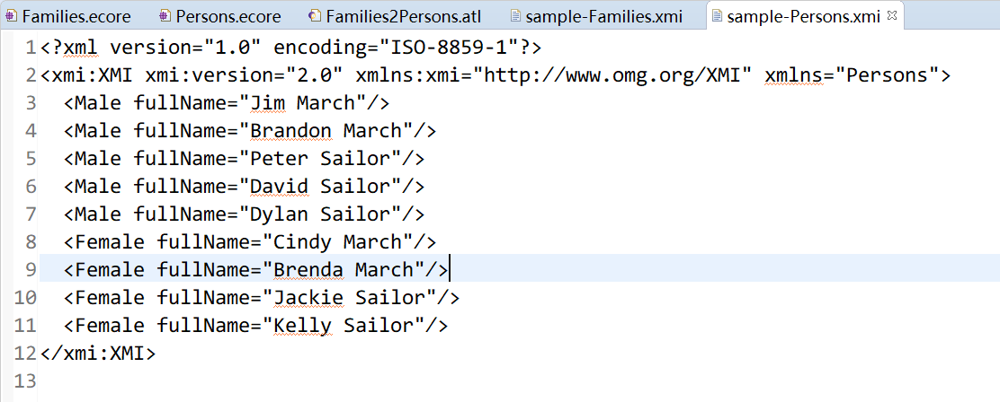 Families.ecore Persons.ecore Families2Persons.atl sample-Families.xmi sample-Persons.xmi
1 <?xml version="1.0" encoding="ISO-8859-1"?>
2 <xmi:XMI xmi:version="2.0" xmlns:xmi="http://www.omg.org/XMI" xmlns="Persons">
3   <Male fullName="Jim March"/>
4   <Male fullName="Brandon March"/>
5   <Male fullName="Peter Sailor"/>
6   <Male fullName="David Sailor"/>
7   <Male fullName="Dylan Sailor"/>
8   <Female fullName="Cindy March"/>
9   <Female fullName="Brenda March"/>
10   <Female fullName="Jackie Sailor"/>
11   <Female fullName="Kelly Sailor"/>
12 </xmi:XMI>
13